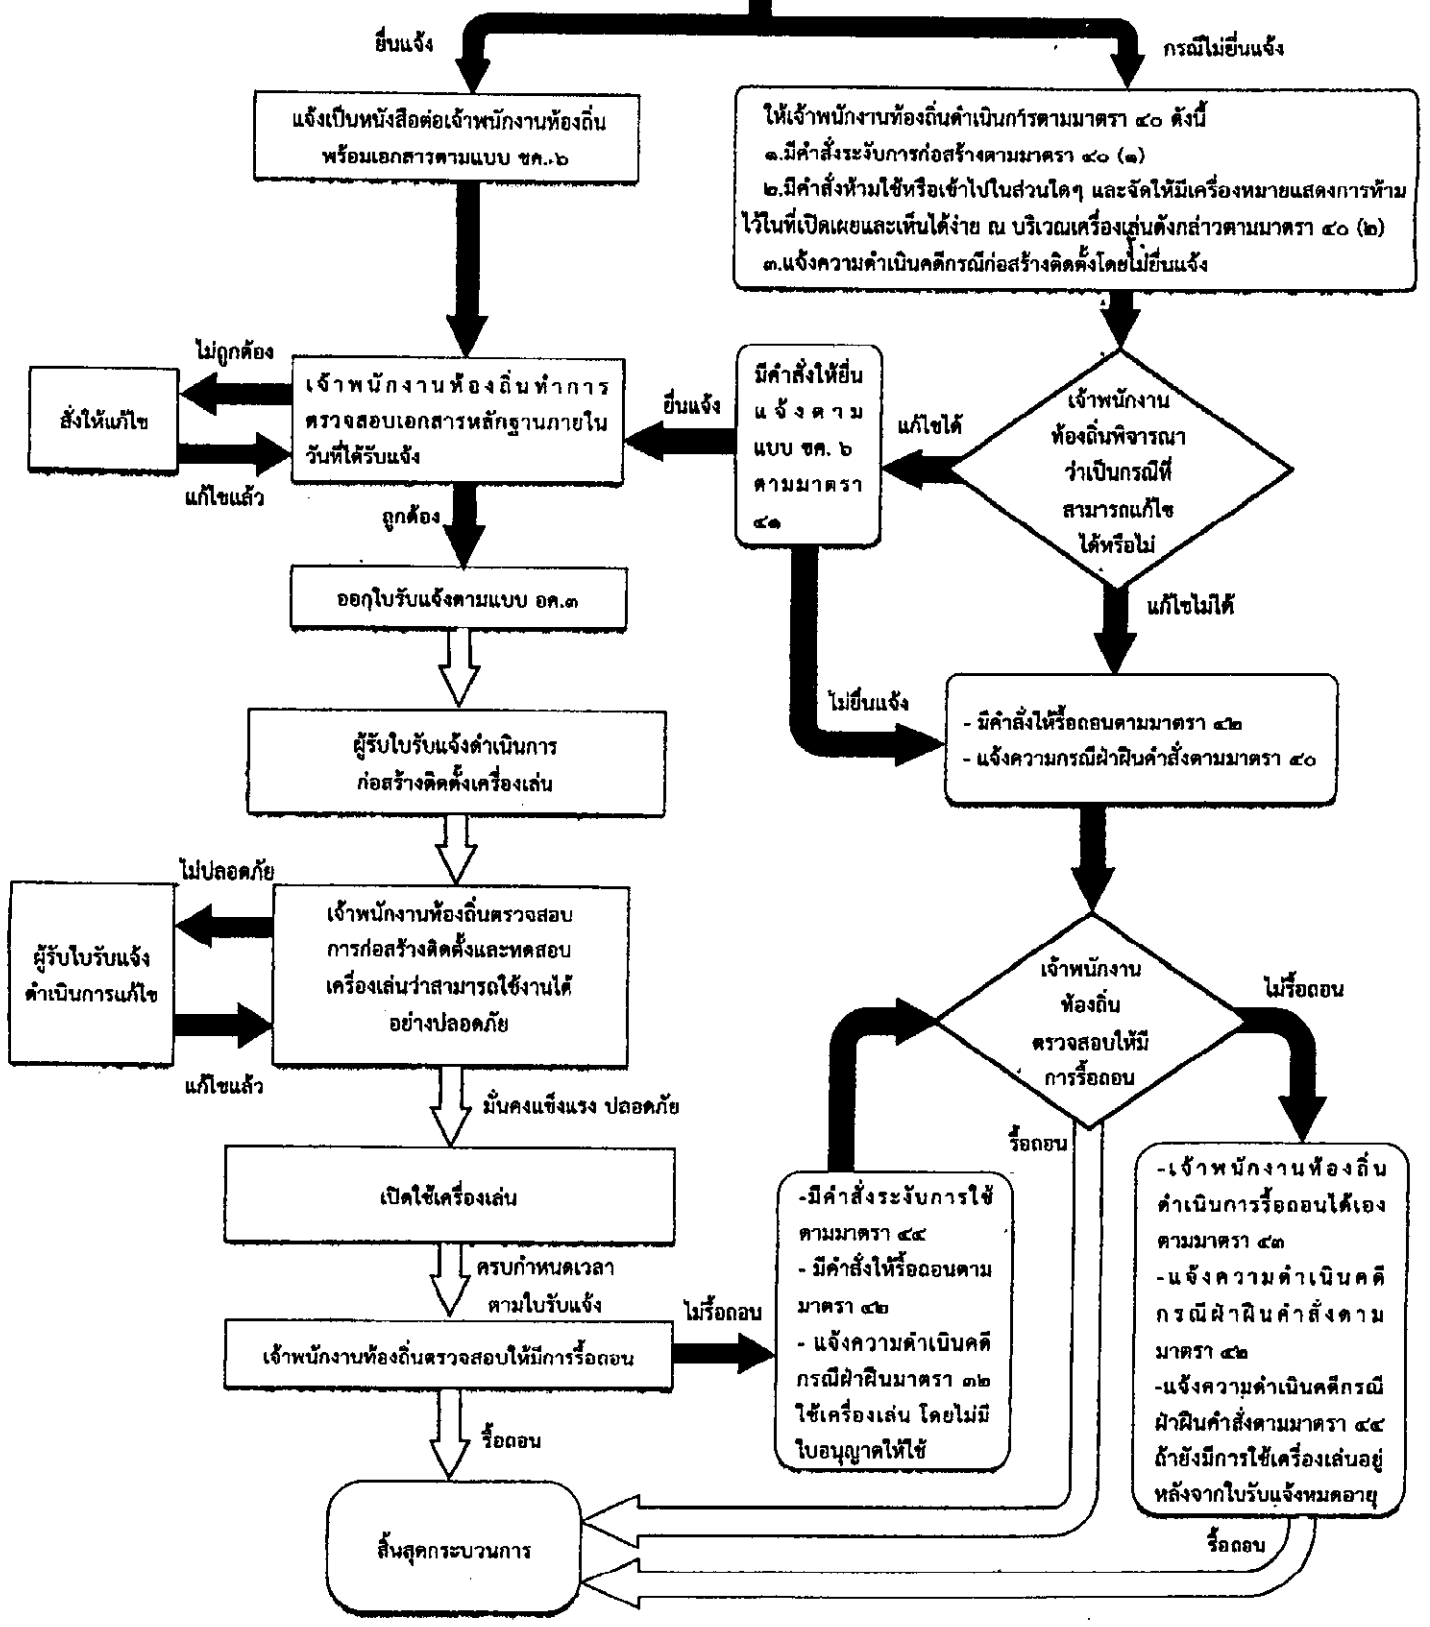 ยื่นแจ้ง
กรณีไม่ยื่นแจ้ง
แจ้งเป็นหนังสือต่อเจ้าพนักงานท้องถิ่น
พร้อมเอกสารตามแบบ ขค.๖
ให้เจ้าพนักงานท้องถิ่นดำเนินการตามมาตรา ๔๐ ดังนี้
๑.มีคำสั่งระงับการก่อสร้างตามมาตรา ๔๐ (๑)
๒.มีคำสั่งห้ามใช้หรือเข้าไปในส่วนใดๆ และจัดให้มีเครื่องหมายแสดงการห้าม
ไว้ในที่เปิดเผยและเห็นได้ง่าย ณ บริเวณเครื่องเล่นดังกล่าวตามมาตรา ๔๐ (๒)
๓.แจ้งความดำเนินคดีกรณีก่อสร้างติดตั้งโดยไม่ยื่นแจ้ง
ไม่ถูกต้อง
สั่งให้แก้ไข
แก้ไขแล้ว
เจ้าพนักงานท้องถิ่นทำการ
ตรวจสอบเอกสารหลักฐานภายใน
วันที่ได้รับแจ้ง
ยื่นแจ้ง
มีคำสั่งให้ยื่น
แจ้งตาม
แบบ ขค. ๖
ตามมาตรา
๔๑
แก้ไขได้
เจ้าพนักงาน
ท้องถิ่นพิจารณา
ว่าเป็นกรณีที่
สามารถแก้ไข
ได้หรือไม่
ถูกต้อง
แก้ไขไม่ได้
ออกใบรับแจ้งตามแบบ อค.๓
ไม่ยื่นแจ้ง
- มีคำสั่งให้รื้อถอนตามมาตรา ๔๒
- แจ้งความกรณีฝ่าฝืนคำสั่งตามมาตรา ๔๐
ผู้รับใบรับแจ้งดำเนินการ
ก่อสร้างติดตั้งเครื่องเล่น
ไม่ปลอดภัย
ผู้รับใบรับแจ้ง
ดำเนินการแก้ไข
แก้ไขแล้ว
เจ้าพนักงานท้องถิ่นตรวจสอบ
การก่อสร้างติดตั้งและทดสอบ
เครื่องเล่นว่าสามารถใช้งานได้
อย่างปลอดภัย
เจ้าพนักงาน
ท้องถิ่น
ตรวจสอบให้มี
การรื้อถอน
ไม่รื้อถอน
มั่นคงแข็งแรง ปลอดภัย
รื้อถอน
เปิดใช้เครื่องเล่น
ครบกำหนดเวลา
ตามใบรับแจ้ง
ไม่รื้อถอน
เจ้าพนักงานท้องถิ่นตรวจสอบให้มีการรื้อถอน
-มีคำสั่งระงับการใช้
ตามมาตรา ๔๔
- มีคำสั่งให้รื้อถอนตาม
มาตรา ๔๒
- แจ้งความดำเนินคดี
กรณีฝ่าฝืนมาตรา ๓๒
ใช้เครื่องเล่น โดยไม่มี
ใบอนุญาตให้ใช้
-เจ้าพนักงานท้องถิ่น
ดำเนินการรื้อถอนได้เอง
ตามมาตรา ๔๓
-แจ้งความดำเนินคดี
กรณีฝ่าฝืนคำสั่งตาม
มาตรา ๔๒
-แจ้งความดำเนินคดีกรณี
ฝ่าฝืนคำสั่งตามมาตรา ๔๔
ถ้ายังมีการใช้เครื่องเล่นอยู่
หลังจากใบรับแจ้งหมดอายุ
รื้อถอน
รื้อถอน
สิ้นสุดกระบวนการ